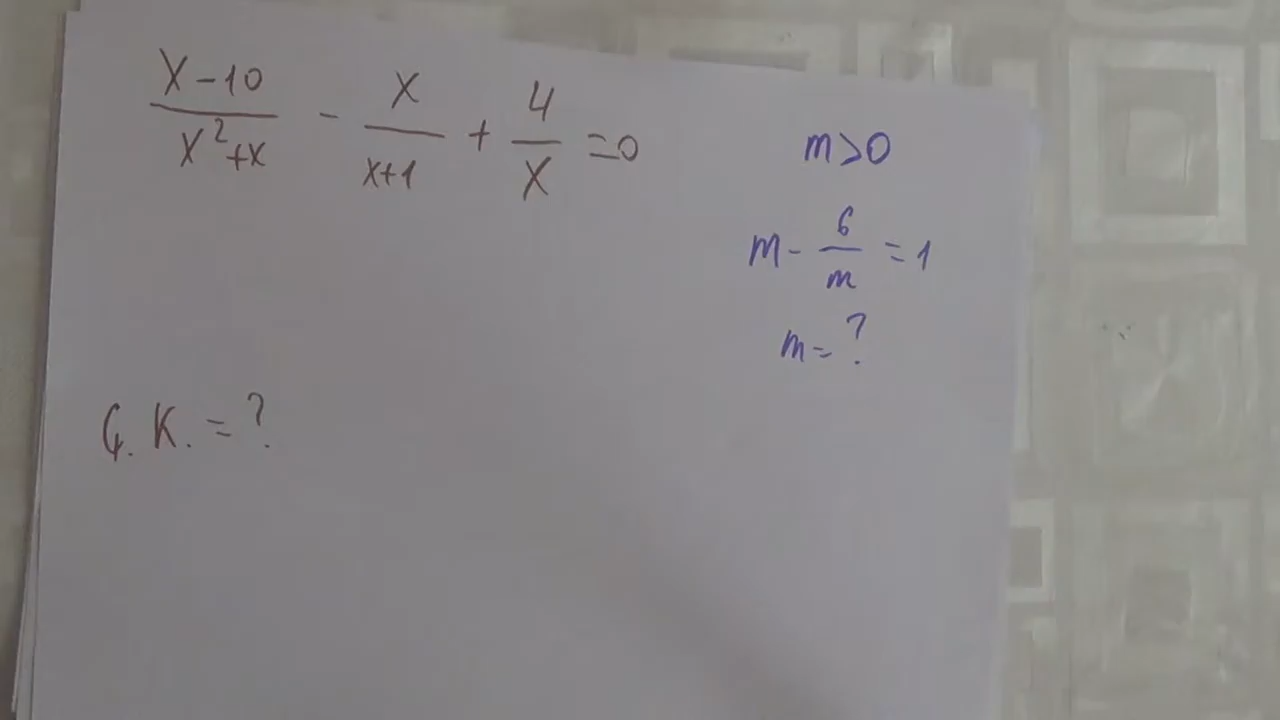 x-10/x²+x - x/x+1 + 4/x =0
Ç.K. = ?
m>0
m - 6/m = 1
m= ?